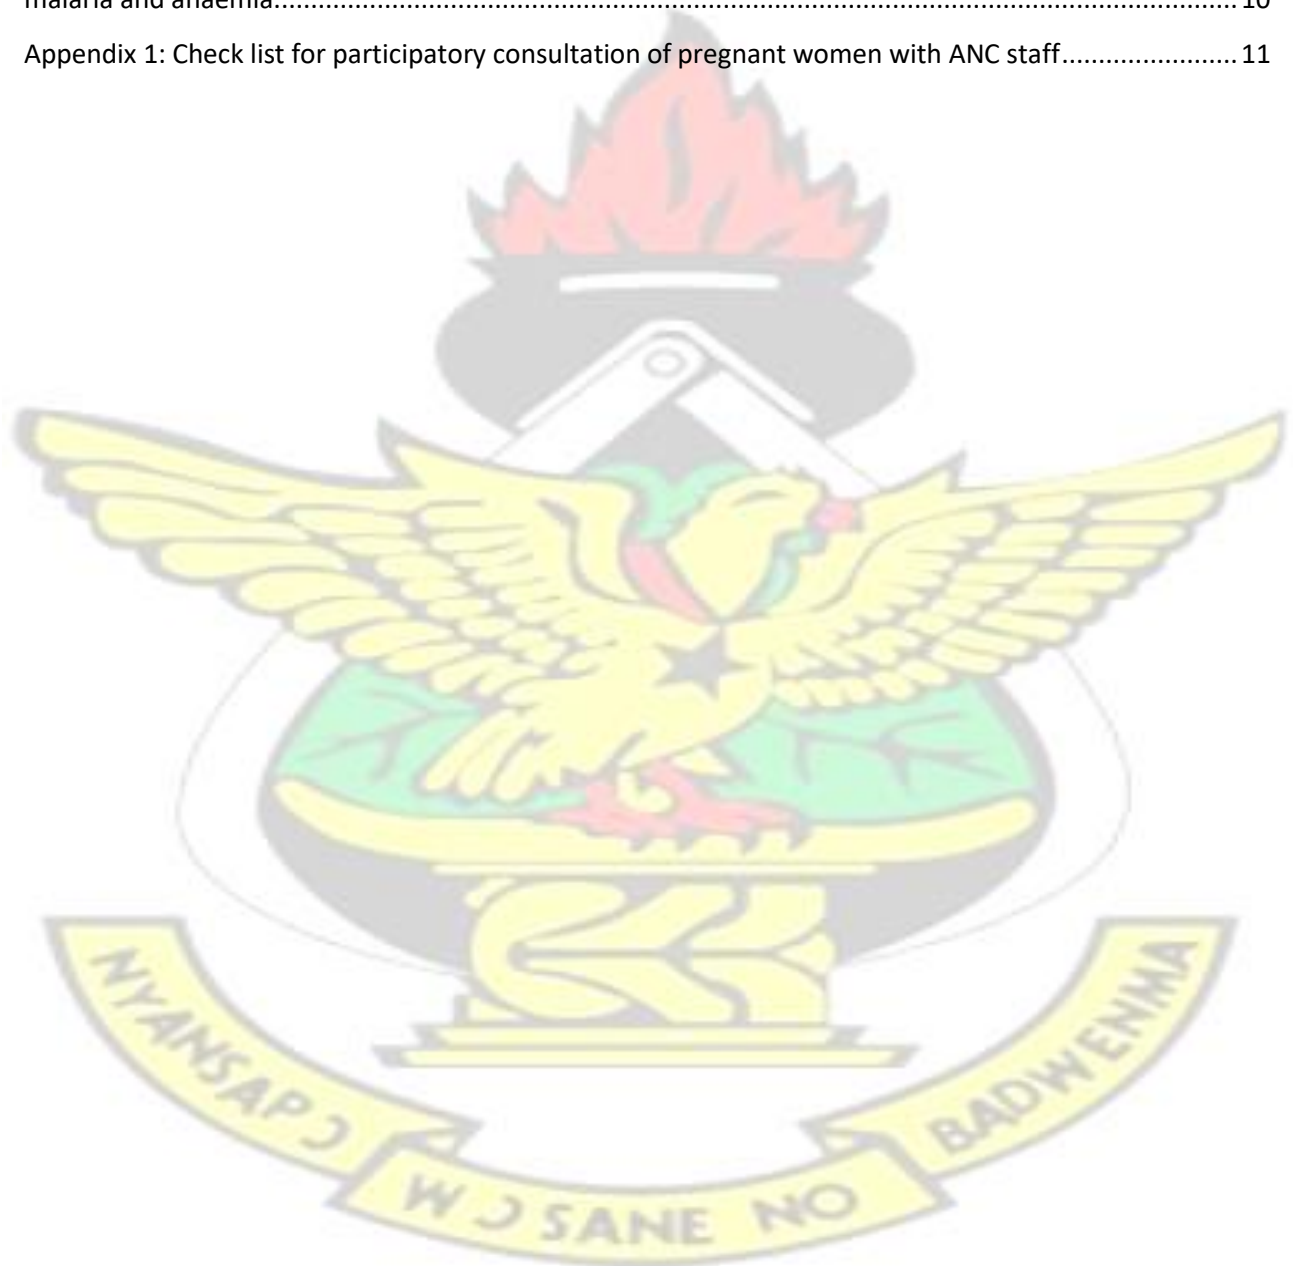 malaria and anaemia........................................................................................................................................ 10
Appendix 1: Check list for participatory consultation of pregnant women with ANC staff........................ 11
NYANSAPƆ
WƆ SANE NO
BADWENMA